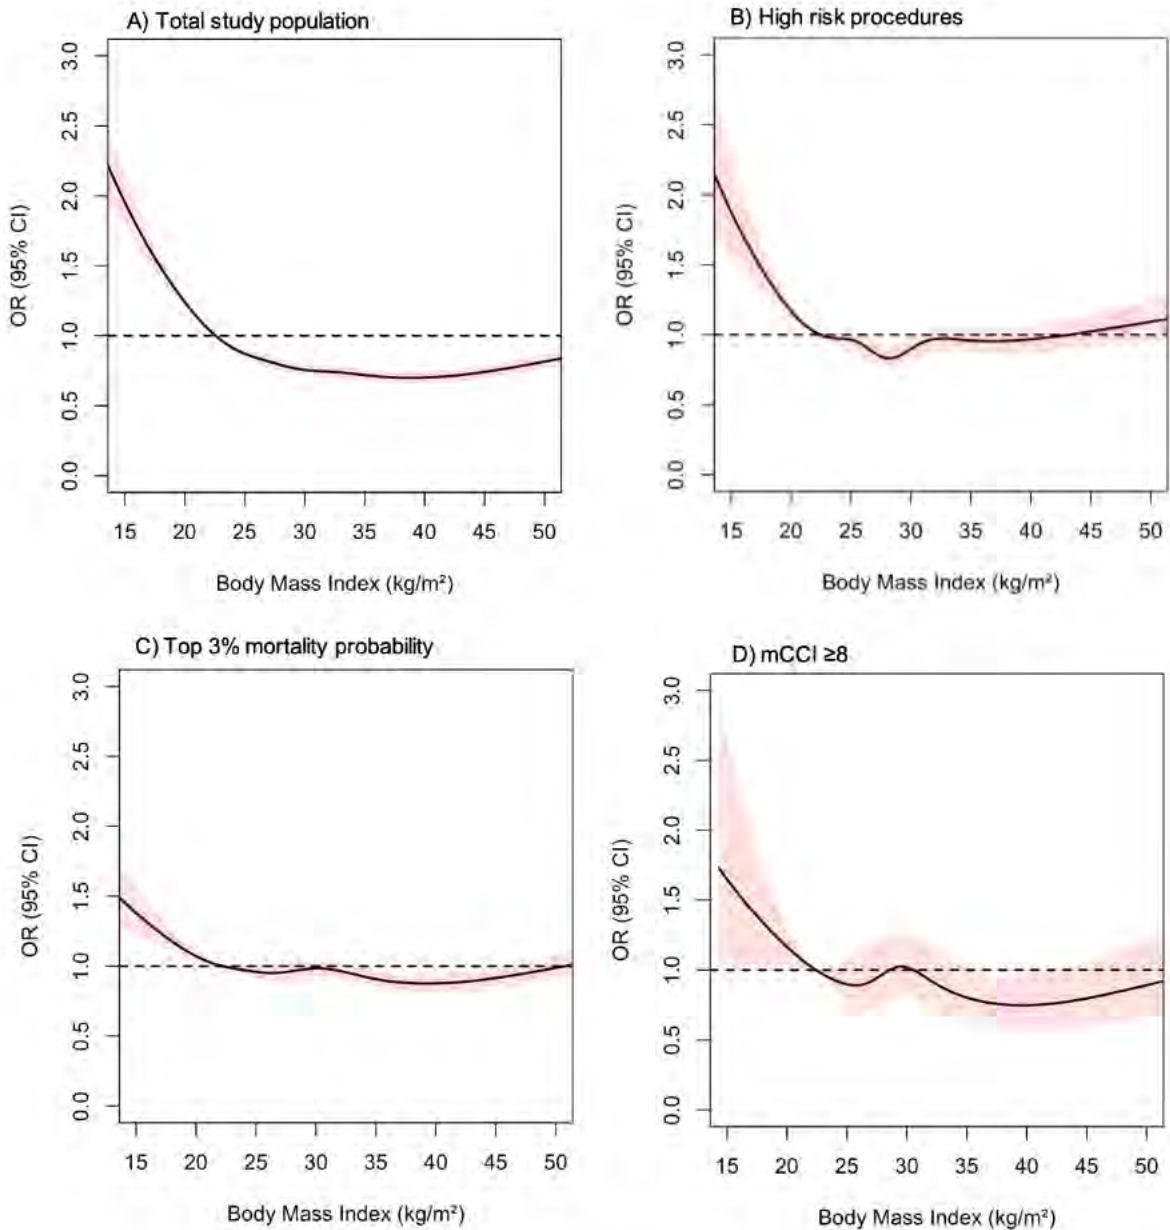 A) Total study population
OR (95% CI)
3.0
2.5
2.0
1.5
1.0
0.5
0.0
15 20 25 30 35 40 45 50
Body Mass Index (kg/m²)
B) High risk procedures
OR (95% CI)
3.0
2.5
2.0
1.5
1.0
0.5
0.0
15 20 25 30 35 40 45 50
Body Mass Index (kg/m²)
C) Top 3% mortality probability
OR (95% CI)
3.0
2.5
2.0
1.5
1.0
0.5
0.0
15 20 25 30 35 40 45 50
Body Mass Index (kg/m²)
D) mCCI ≥8
OR (95% CI)
3.0
2.5
2.0
1.5
1.0
0.5
0.0
15 20 25 30 35 40 45 50
Body Mass Index (kg/m²)